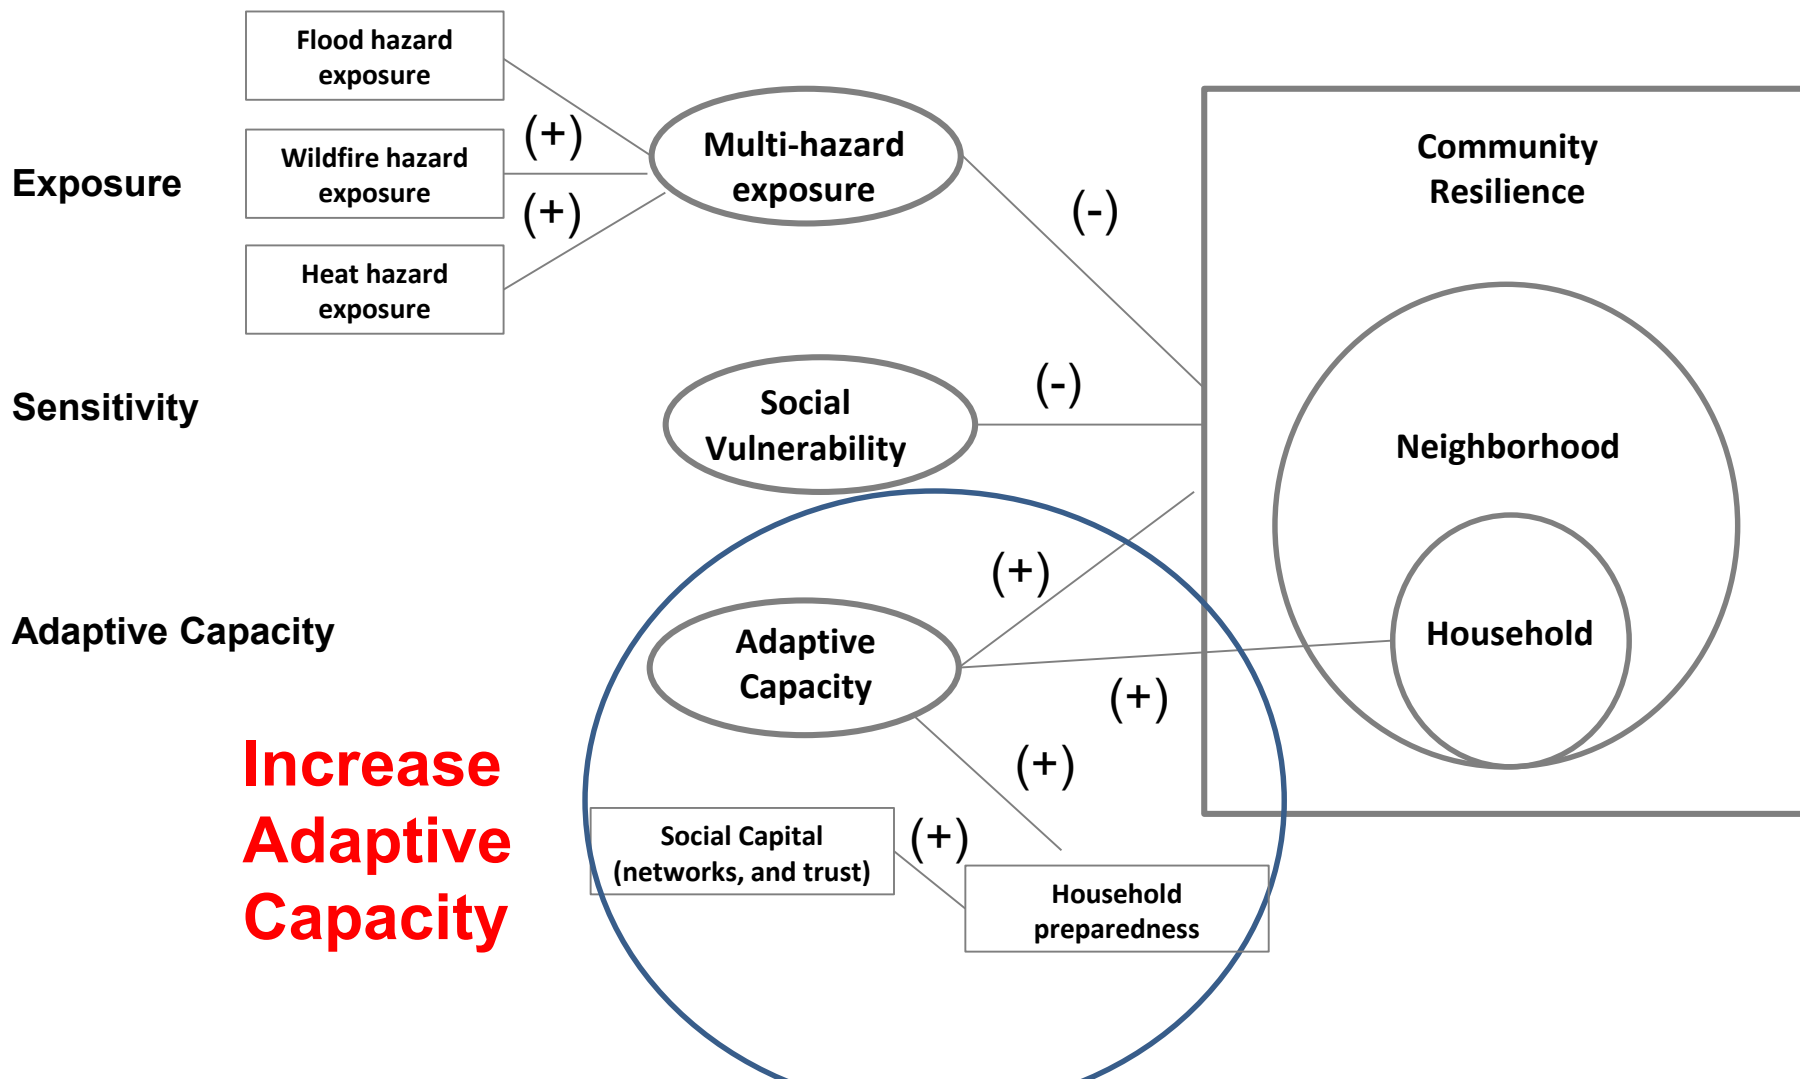 Flood hazard
exposure
(+)
Wildfire hazard
exposure
Exposure
(+)
Heat hazard
exposure
Multi-hazard
exposure
(-)
Community
Resilience
Sensitivity
Social
Vulnerability
(-)
Neighborhood
Adaptive Capacity
Adaptive
Capacity
(+)
(+)
Household
Increase
Adaptive
Capacity
(+)
Social Capital
(networks, and trust)
(+)
Household
preparedness